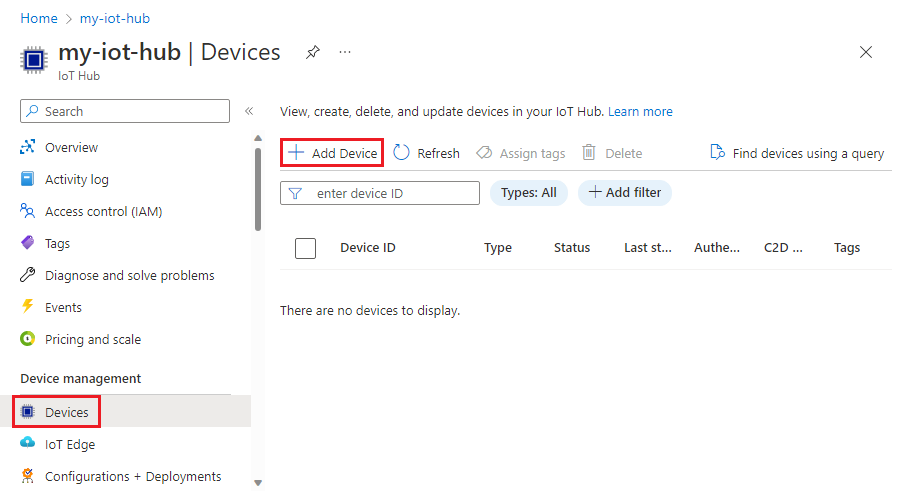 Home > my-iot-hub
my-iot-hub | Devices ...
IoT Hub
Search
Overview
Activity log
Access control (IAM)
Tags
Diagnose and solve problems
Events
Pricing and scale
Device management
Devices
IoT Edge
Configurations + Deployments
View, create, delete, and update devices in your IoT Hub. Learn more
Add Device Refresh Assign tags Delete Find devices using a query
enter device ID Types: All Add filter
Device ID Type Status Last st... Authe... C2D ... Tags
There are no devices to display.